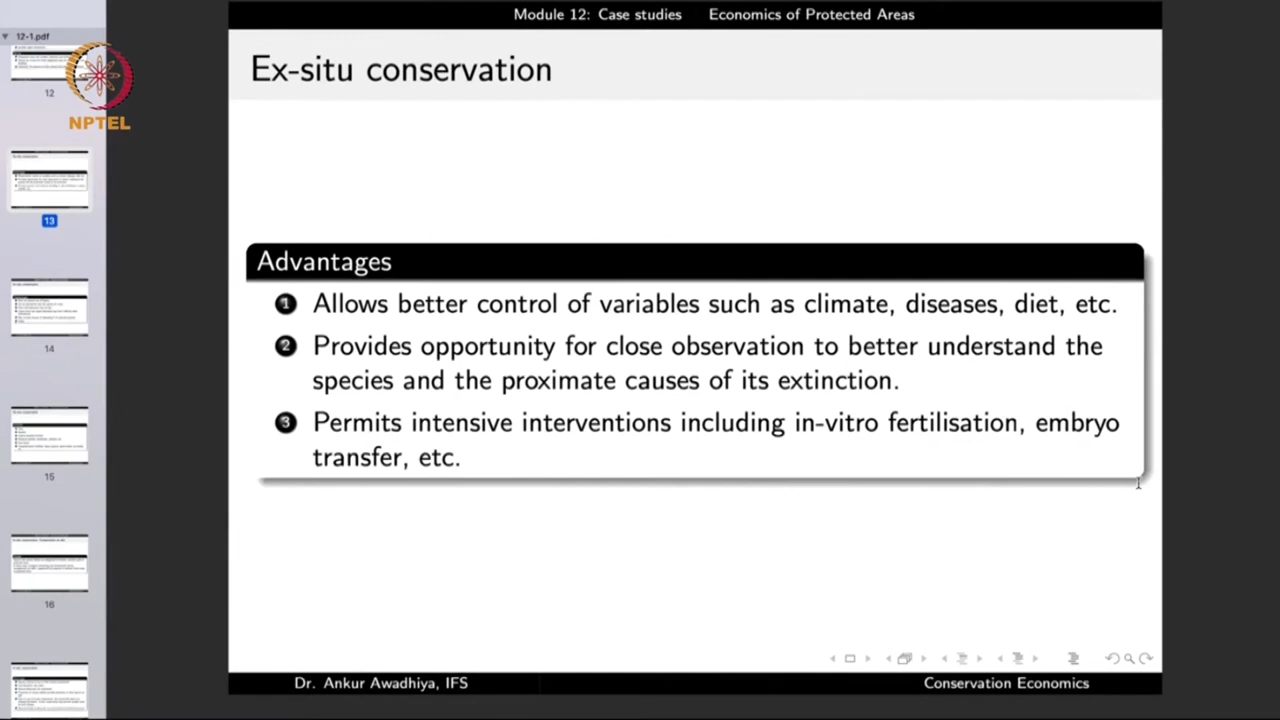 Module 12: Case studies Economics of Protected Areas
12-1.pdf
NPTEL
12
13
14
15
16
Ex-situ conservation
Advantages
1 Allows better control of variables such as climate, diseases, diet, etc.
2 Provides opportunity for close observation to better understand the
species and the proximate causes of its extinction.
3 Permits intensive interventions including in-vitro fertilisation, embryo
transfer, etc.
Dr. Ankur Awadhiya, IFS Conservation Economics